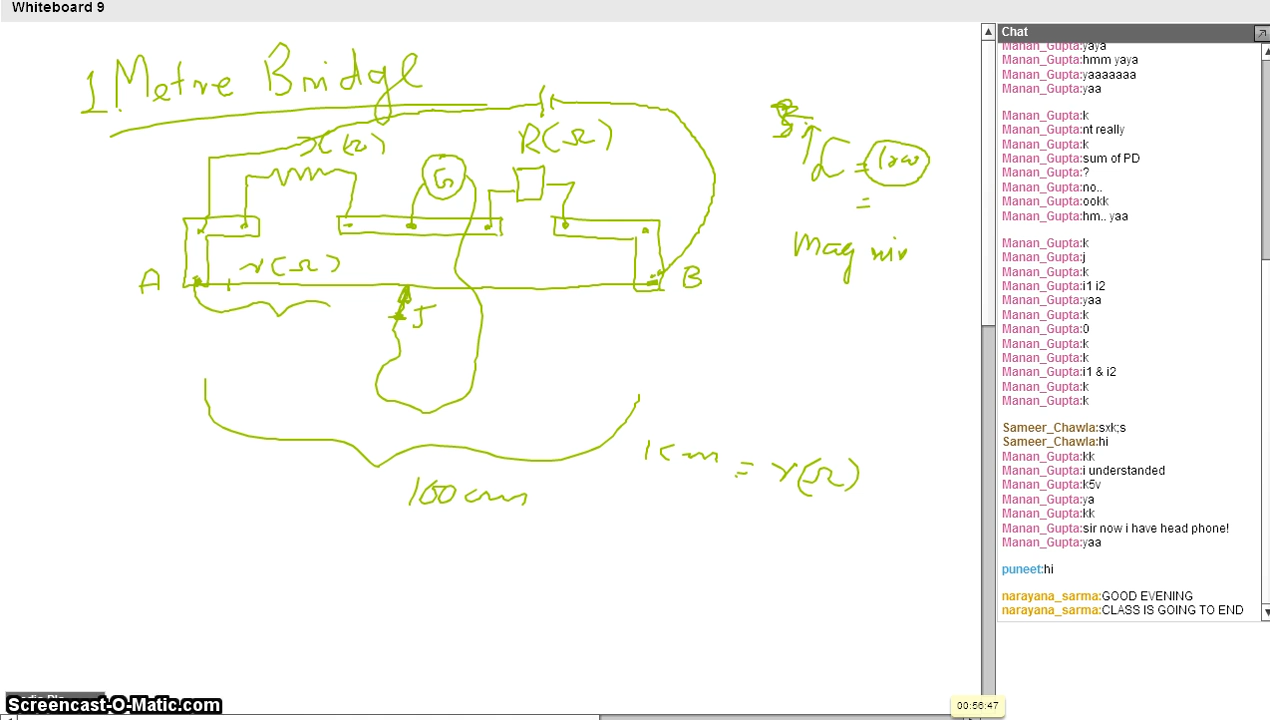 Whiteboard 9
1 Metre Bridge
x(Ω)
R(Ω)
G
A
r(Ω)
J
B
Mag
100 cms
= r(Ω)
Chat
Manan_Gupta:yaya
Manan_Gupta:hmm yaya
Manan_Gupta:yaaaaaaa
Manan_Gupta:yaa
Manan_Gupta:k
Manan_Gupta:nt really
Manan_Gupta:k
Manan_Gupta:sum of PD
Manan_Gupta:?
Manan_Gupta:no..
Manan_Gupta:ookk
Manan_Gupta:hm.. yaa
Manan_Gupta:k
Manan_Gupta:j
Manan_Gupta:k
Manan_Gupta:i1 i2
Manan_Gupta:yaa
Manan_Gupta:k
Manan_Gupta:0
Manan_Gupta:k
Manan_Gupta:k
Manan_Gupta:i1 & i2
Manan_Gupta:k
Manan_Gupta:k
Sameer_Chawla:sxk;s
Sameer_Chawla:hi
Manan_Gupta:kk
Manan_Gupta:i understanded
Manan_Gupta:k5v
Manan_Gupta:ya
Manan_Gupta:kk
Manan_Gupta:sir now i have head phone!
Manan_Gupta:yaa
puneet:hi
narayana_sarma:GOOD EVENING
narayana_sarma:CLASS IS GOING TO END
Screencast-O-Matic.com
00:56:47